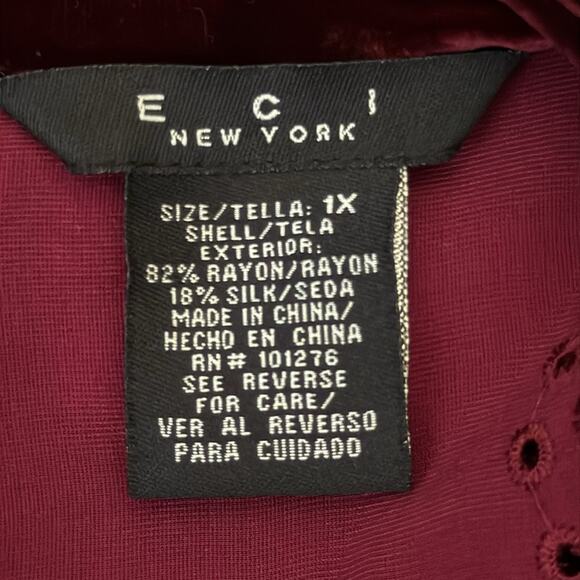 E C I
NEW YORK
SIZE/TELLA: 1X
SHELL/TELA
EXTERIOR:
82% RAYON/RAYON
18% SILK/SEDA
MADE IN CHINA/
HECHO EN CHINA
RN# 101276
SEE REVERSE
FOR CARE/
VER AL REVERSO
PARA CUIDADO